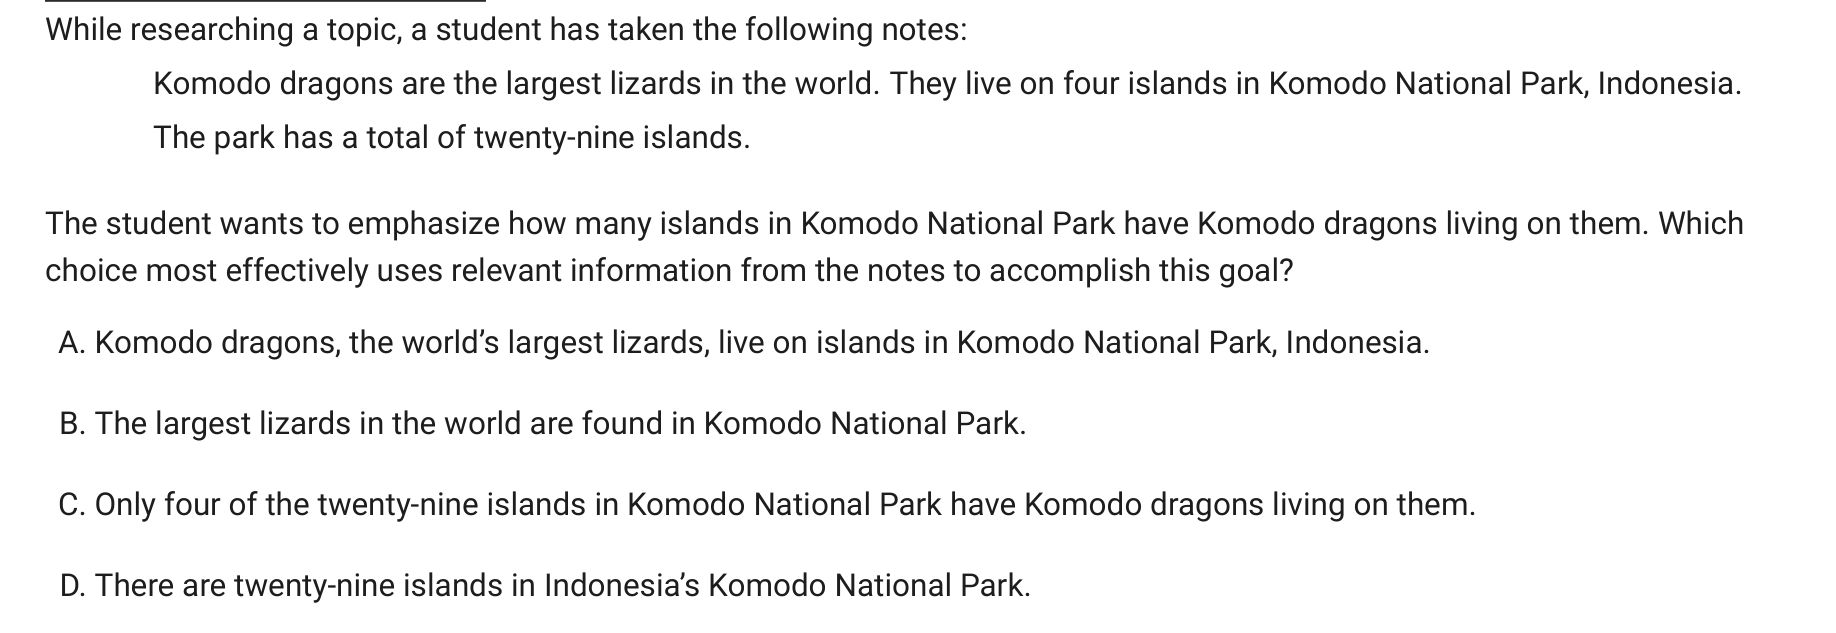 While researching a topic, a student has taken the following notes:
Komodo dragons are the largest lizards in the world. They live on four islands in Komodo National Park, Indonesia.
The park has a total of twenty-nine islands.
The student wants to emphasize how many islands in Komodo National Park have Komodo dragons living on them. Which
choice most effectively uses relevant information from the notes to accomplish this goal?
A. Komodo dragons, the world’s largest lizards, live on islands in Komodo National Park, Indonesia.
B. The largest lizards in the world are found in Komodo National Park.
C. Only four of the twenty-nine islands in Komodo National Park have Komodo dragons living on them.
D. There are twenty-nine islands in Indonesia’s Komodo National Park.